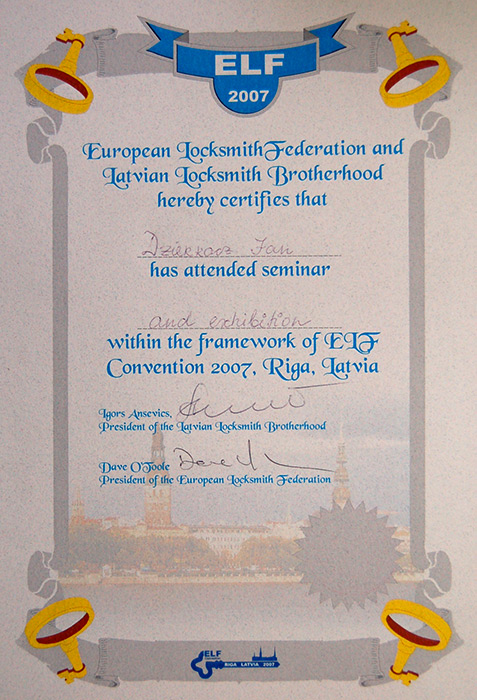 ELF
2007
European Locksmith Federation and
Latvian Locksmith Brotherhood
hereby certifies that
Jan
has attended seminar
and exhibition
within the framework of ELF
Convention 2007, Riga, Latvia
Igors Ansevics,
President of the Latvian Locksmith Brotherhood
Dave O'Toole
President of the European Locksmith Federation
ELF
RIGA LATVIA 2007